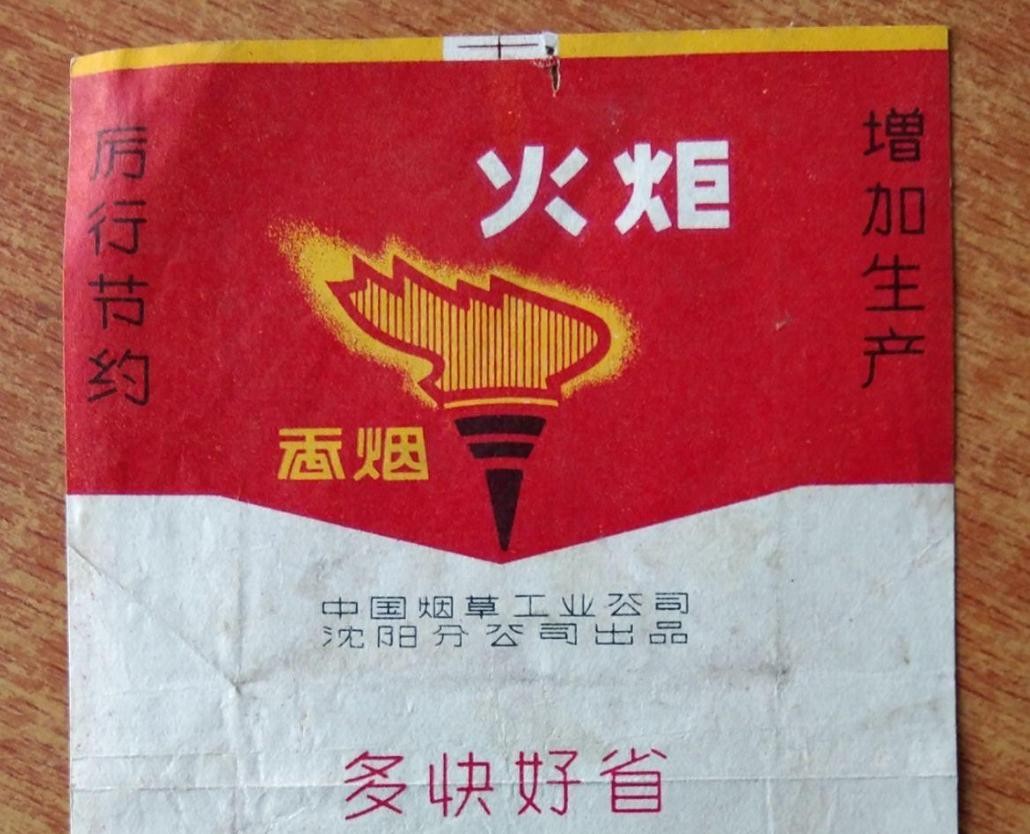 火炬
厉行节约
增加生产
香烟
中国烟草工业公司
沈阳分公司出品
多快好省